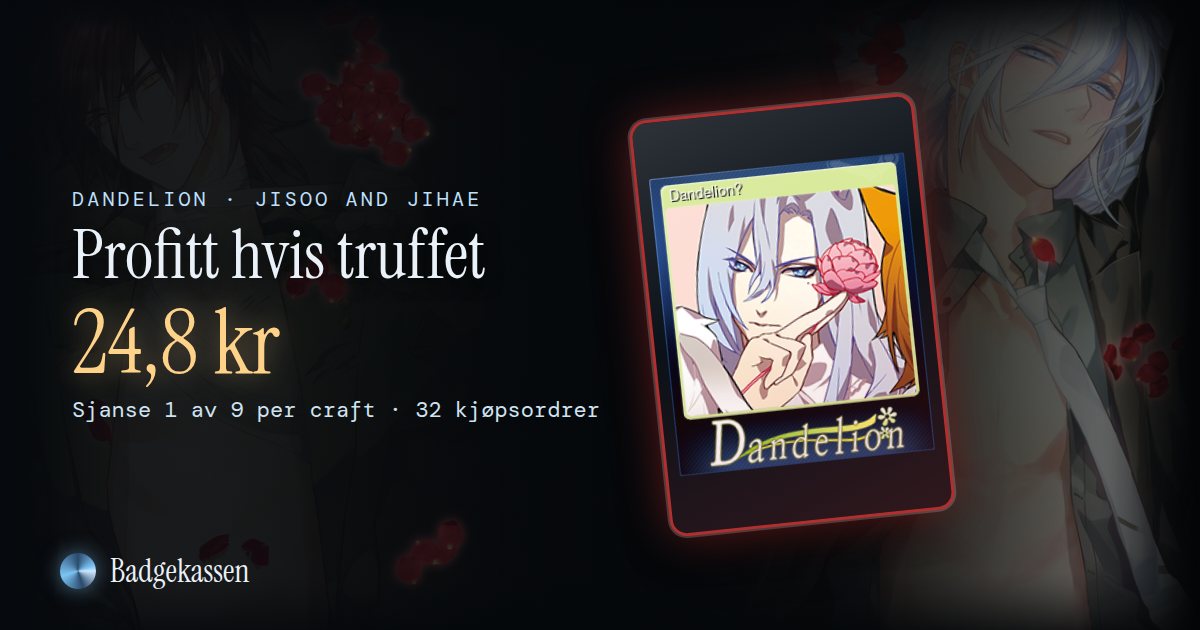 DANDELION · JISOO AND JIHAE
Profitt hvis truffet
24,8 kr
Sjanse 1 av 9 per craft · 32 kjøpsordrer
Badgekassen
Dandelion?
Dandelion